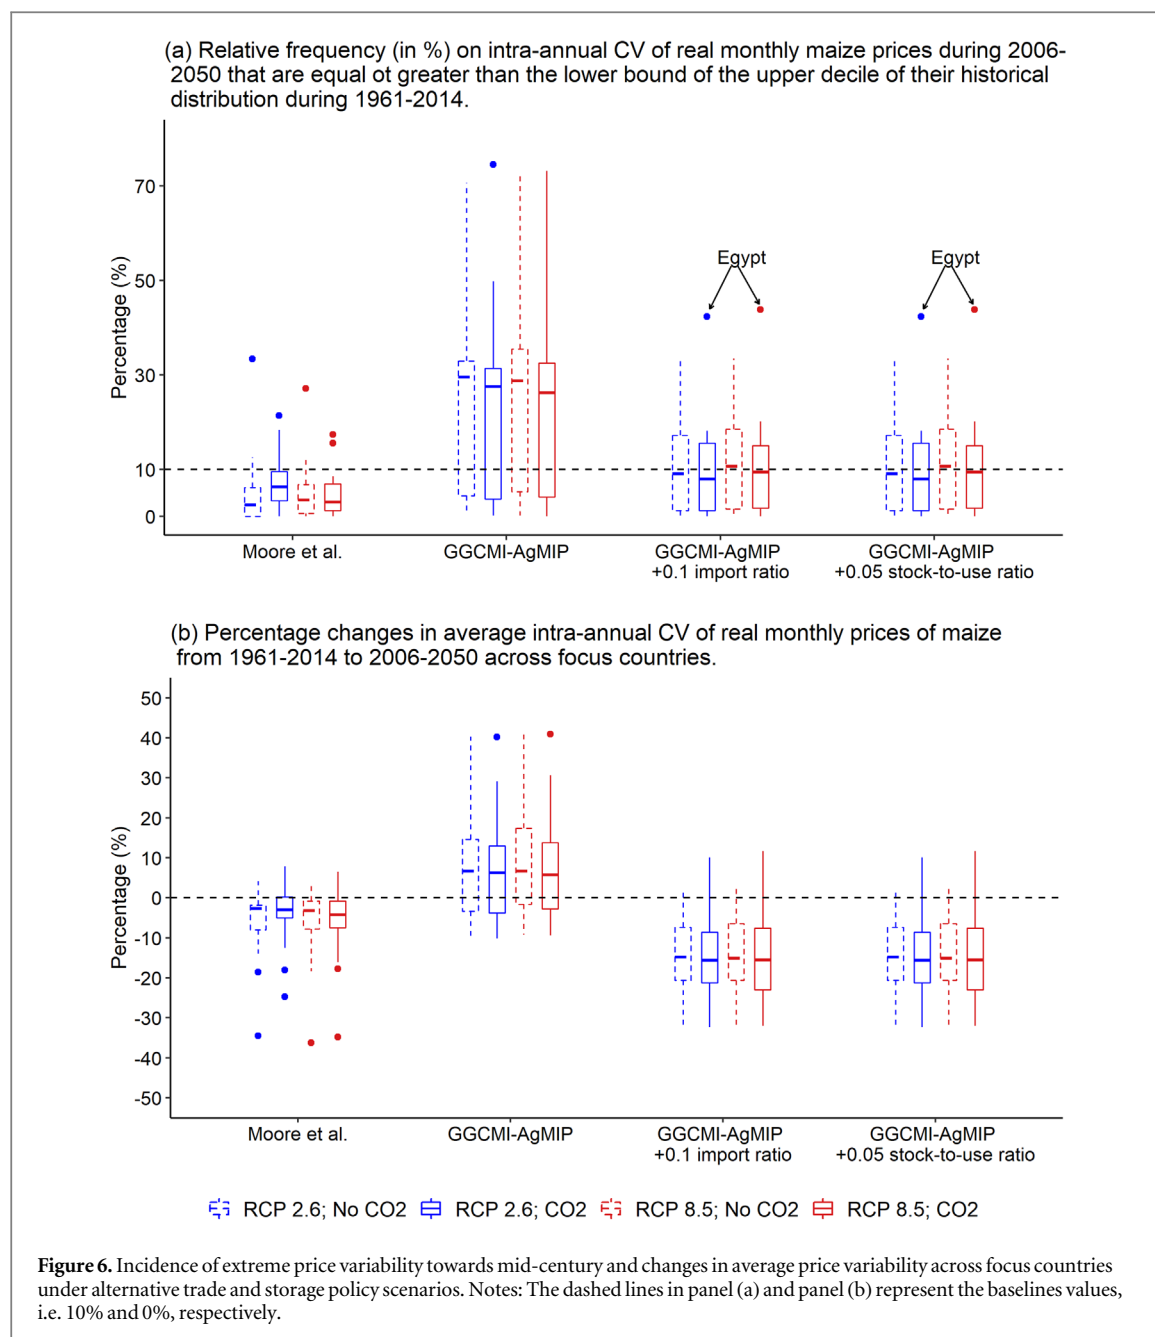 (a) Relative frequency (in %) on intra-annual CV of real monthly maize prices during 2006-
2050 that are equal ot greater than the lower bound of the upper decile of their historical
distribution during 1961-2014.
Percentage (%)
70
50
30
10
0
Egypt
Egypt
Moore et al.
GGCMI-AgMIP
GGCMI-AgMIP
+0.1 import ratio
GGCMI-AgMIP
+0.05 stock-to-use ratio
(b) Percentage changes in average intra-annual CV of real monthly prices of maize
from 1961-2014 to 2006-2050 across focus countries.
Percentage (%)
50
40
30
20
10
0
-10
-20
-30
-40
-50
Moore et al.
GGCMI-AgMIP
GGCMI-AgMIP
+0.1 import ratio
GGCMI-AgMIP
+0.05 stock-to-use ratio
RCP 2.6; No CO2
RCP 2.6; CO2
RCP 8.5; No CO2
RCP 8.5; CO2
Figure 6. Incidence of extreme price variability towards mid-century and changes in average price variability across focus countries
under alternative trade and storage policy scenarios. Notes: The dashed lines in panel (a) and panel (b) represent the baselines values,
i.e. 10% and 0%, respectively.